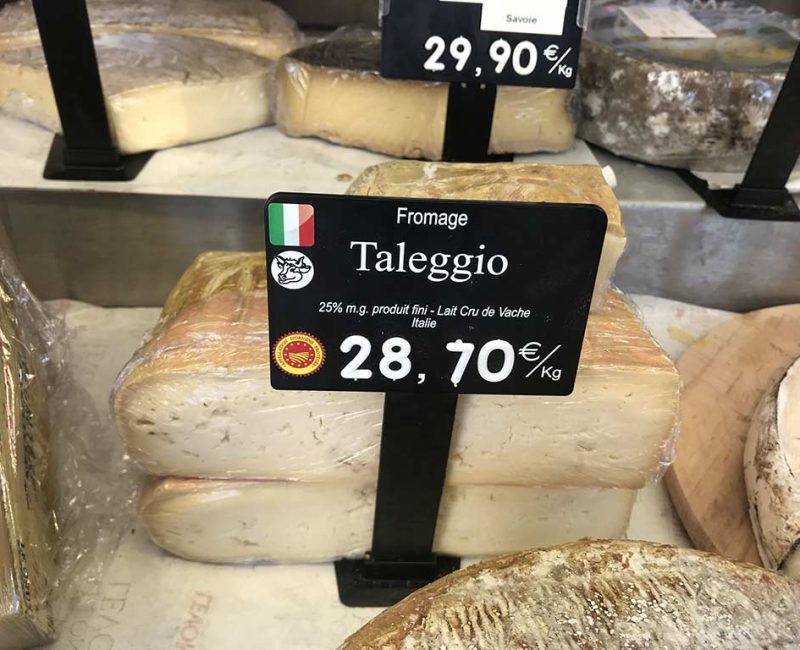 Savoie
29,90 €/Kg
Fromage
Taleggio
25% m.g. produit fini - Lait Cru de Vache
Italie
28,70 €/Kg